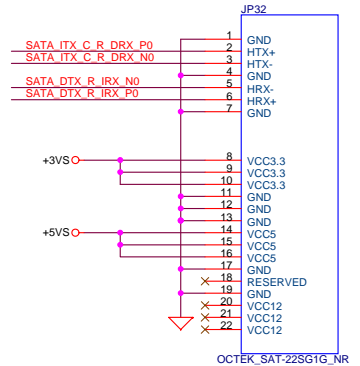 JP32
1 GND
SATA_ITX_C_R_DRX_P0 2 HTX+
SATA_ITX_C_R_DRX_N0 3 HTX-
4 GND
SATA_DTX_R_IRX_N0 5 HRX-
SATA_DTX_R_IRX_P0 6 HRX+
7 GND
+3VS 8 VCC3.3
9 VCC3.3
10 VCC3.3
11 GND
12 GND
13 GND
+5VS 14 VCC5
15 VCC5
16 VCC5
17 GND
18 RESERVED
19 GND
20 VCC12
21 VCC12
22 VCC12
OCTEK_SAT-22SG1G_NR